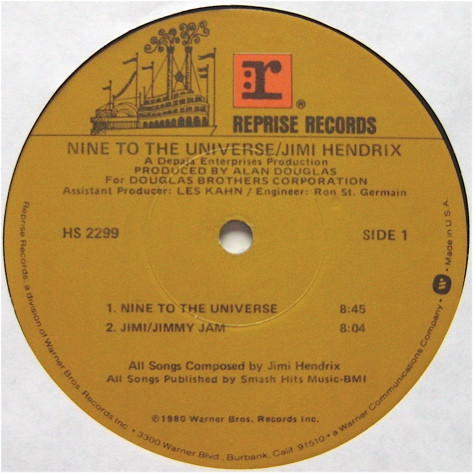 r
®
REPRISE RECORDS
NINE TO THE UNIVERSE/JIMI HENDRIX
A Depaja Enterprises Production
PRODUCED BY ALAN DOUGLAS
For DOUGLAS BROTHERS CORPORATION
Assistant Producer: LES KAHN / Engineer: Ron St. Germain
HS 2299
SIDE 1
1. NINE TO THE UNIVERSE 8:45
2. JIMI/JIMMY JAM 8:04
All Songs Composed by Jimi Hendrix
All Songs Published by Smash Hits Music-BMI
©1980 Warner Bros. Records Inc.
Reprise Records, a division of Warner Bros. Records Inc. • 3300 Warner Blvd., Burbank, Calif. 91510 • a Warner Communications Company • W • Made in U.S.A.